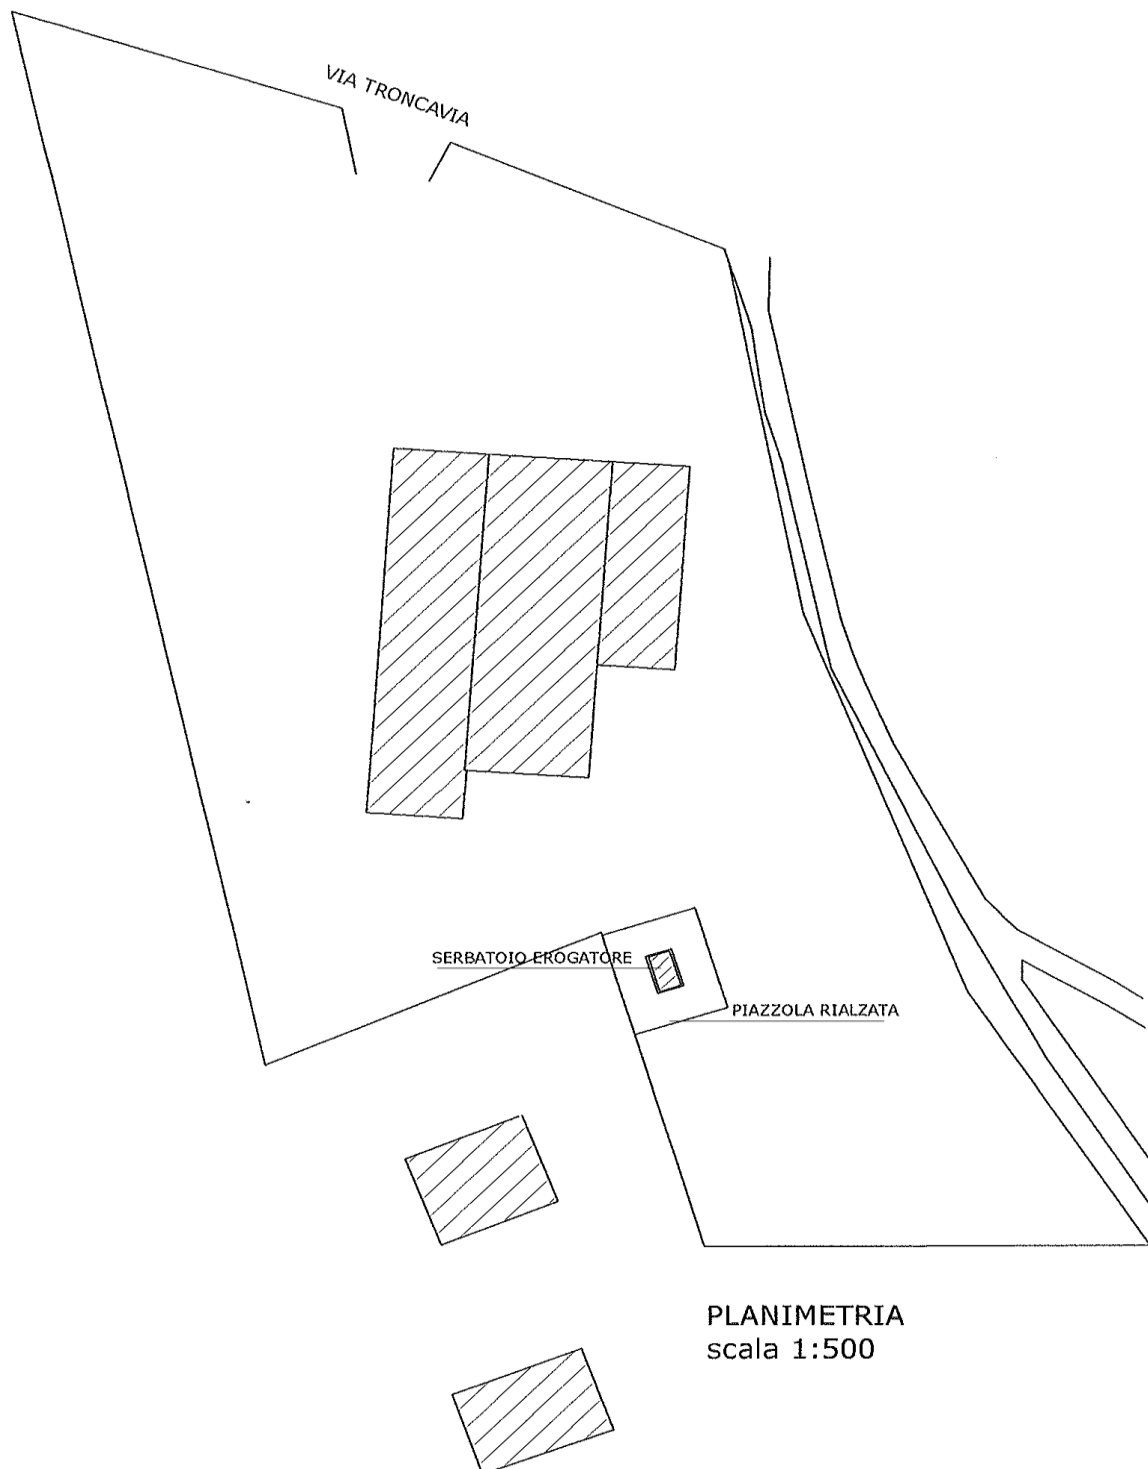 VIA TRONCAVIA
SERBATOIO EROGATORE
PIAZZOLA RIALZATA
PLANIMETRIA
scala 1:500